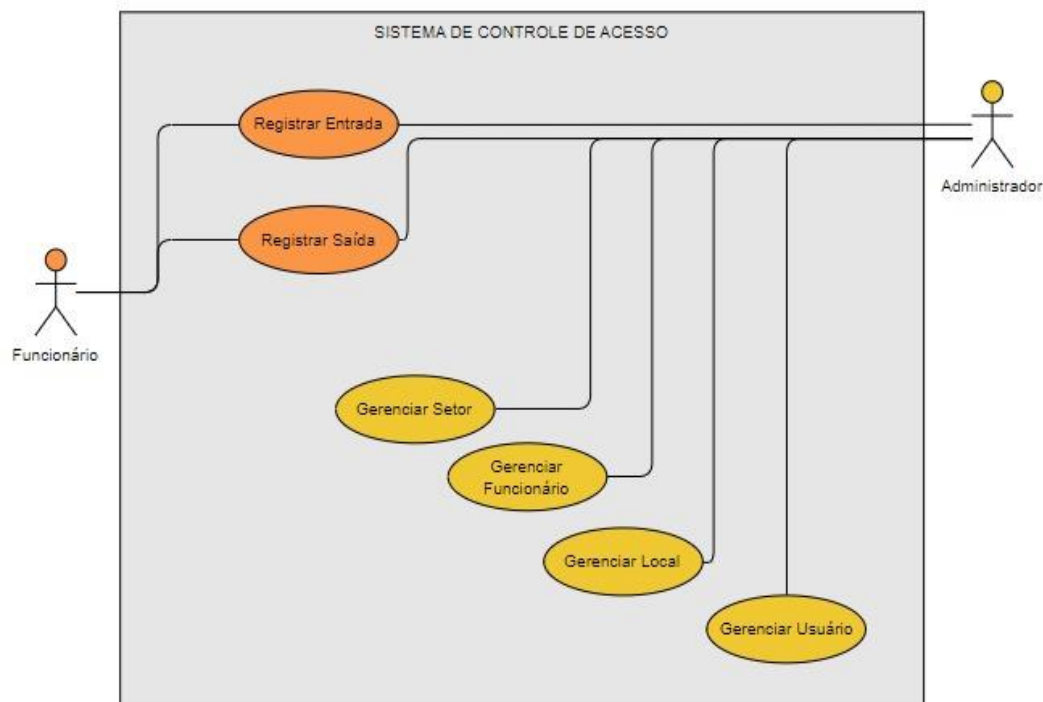 SISTEMA DE CONTROLE DE ACESSO
Registrar Entrada
Administrador
Registrar Saída
Funcionário
Gerenciar Setor
Gerenciar
Funcionário
Gerenciar Local
Gerenciar Usuário